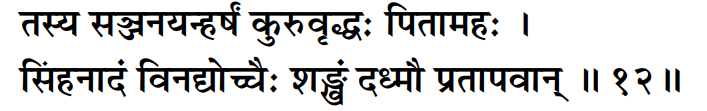 तस्य सञ्जनयन्हर्षं कुरुवृद्धः पितामहः ।
सिंहनादं विनद्योच्चैः शङ्खं दध्मौ प्रतापवान् ॥ १२॥